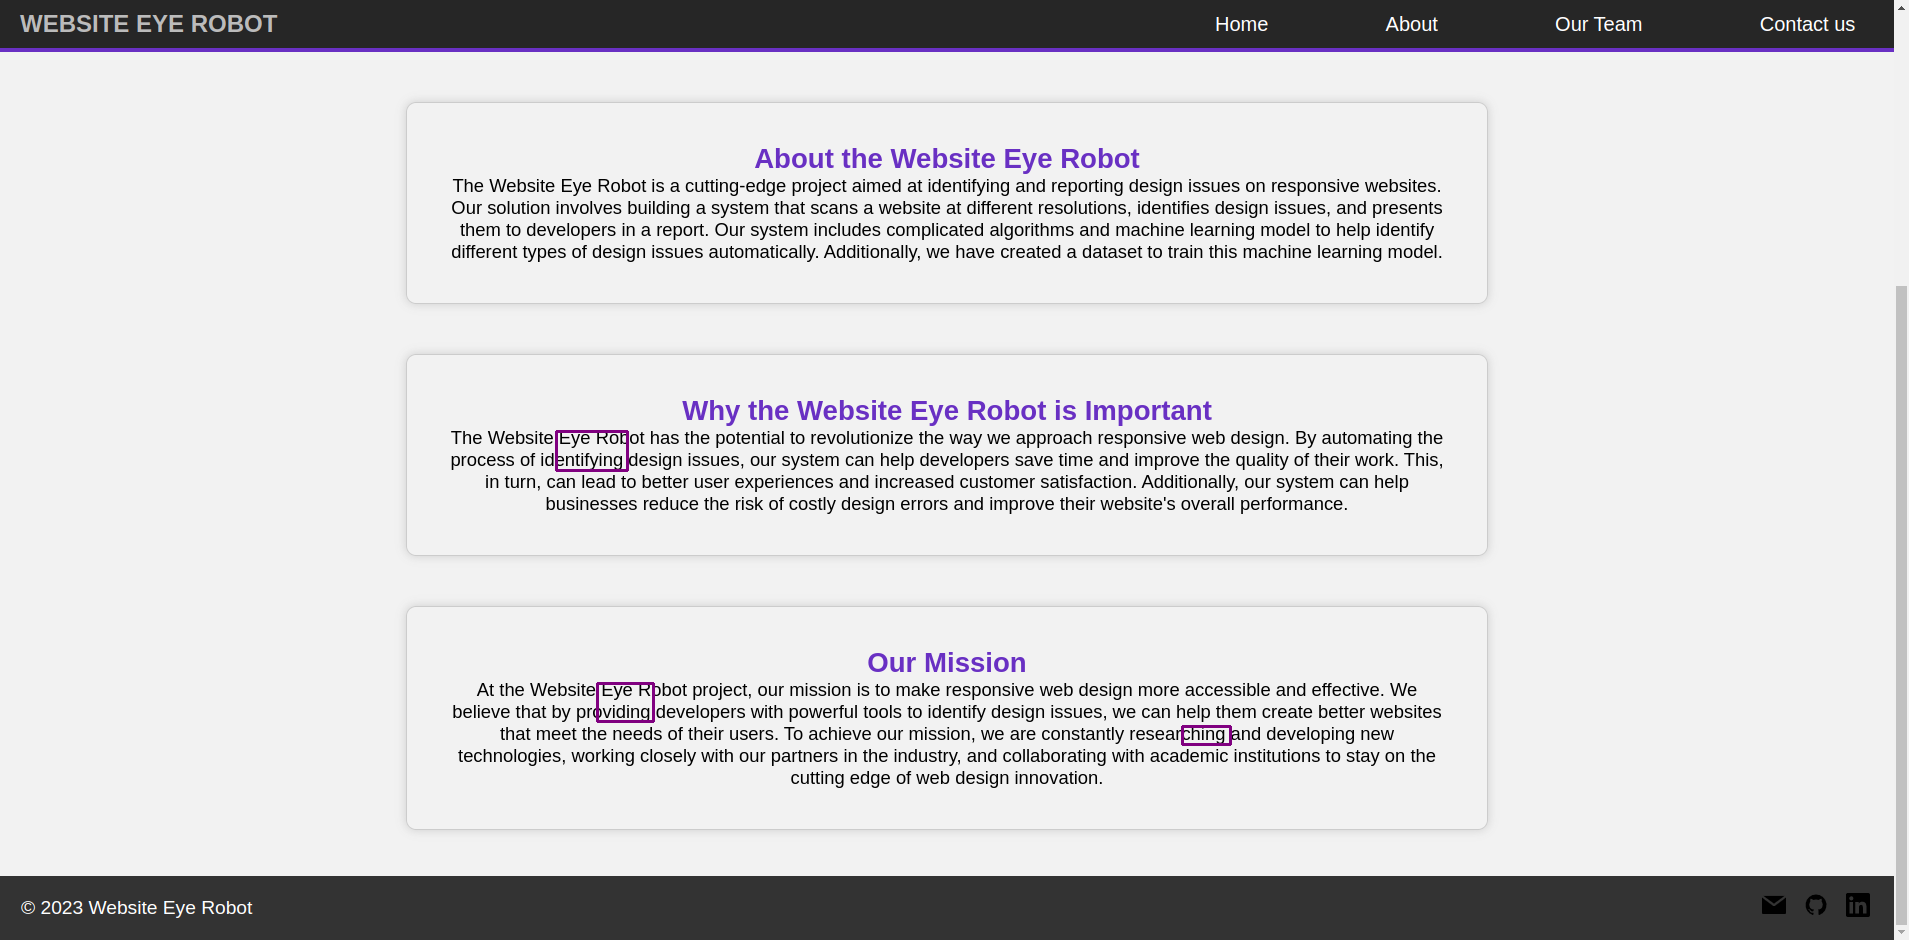 WEBSITE EYE ROBOT
Home
About
Our Team
Contact us
About the Website Eye Robot
The Website Eye Robot is a cutting-edge project aimed at identifying and reporting design issues on responsive websites.
Our solution involves building a system that scans a website at different resolutions, identifies design issues, and presents
them to developers in a report. Our system includes complicated algorithms and machine learning model to help identify
different types of design issues automatically. Additionally, we have created a dataset to train this machine learning model.
Why the Website Eye Robot is Important
The Website Eye Robot has the potential to revolutionize the way we approach responsive web design. By automating the
process of identifying design issues, our system can help developers save time and improve the quality of their work. This,
in turn, can lead to better user experiences and increased customer satisfaction. Additionally, our system can help
businesses reduce the risk of costly design errors and improve their website's overall performance.
Our Mission
At the Website Eye Robot project, our mission is to make responsive web design more accessible and effective. We
believe that by providing developers with powerful tools to identify design issues, we can help them create better websites
that meet the needs of their users. To achieve our mission, we are constantly researching and developing new
technologies, working closely with our partners in the industry, and collaborating with academic institutions to stay on the
cutting edge of web design innovation.
© 2023 Website Eye Robot
in